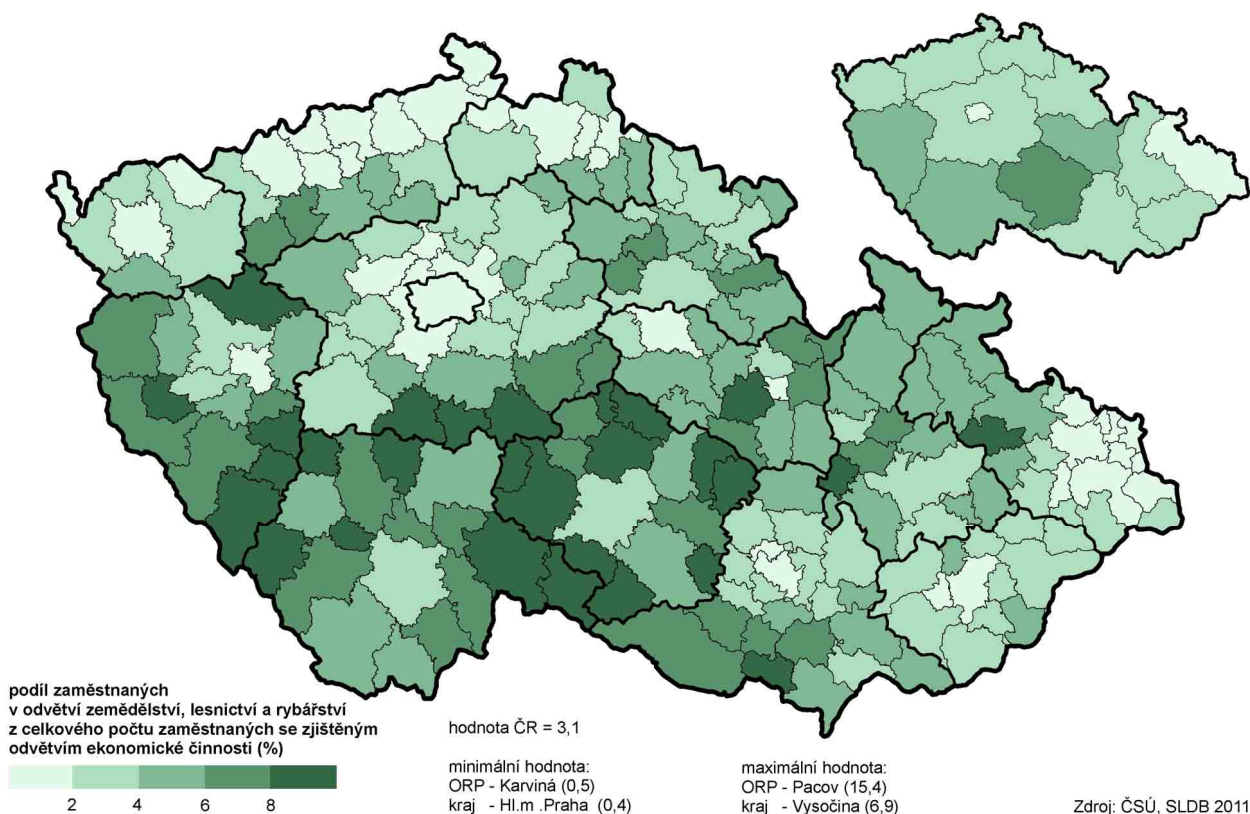 podíl zaměstnaných
v odvětví zemědělství, lesnictví a rybářství
z celkového počtu zaměstnaných se zjištěným
odvětvím ekonomické činnosti (%)
2 4 6 8
hodnota ČR = 3,1
minimální hodnota:
ORP - Karviná (0,5)
kraj - Hl.m .Praha (0,4)
maximální hodnota:
ORP - Pacov (15,4)
kraj - Vysočina (6,9)
Zdroj: ČSÚ, SLDB 2011